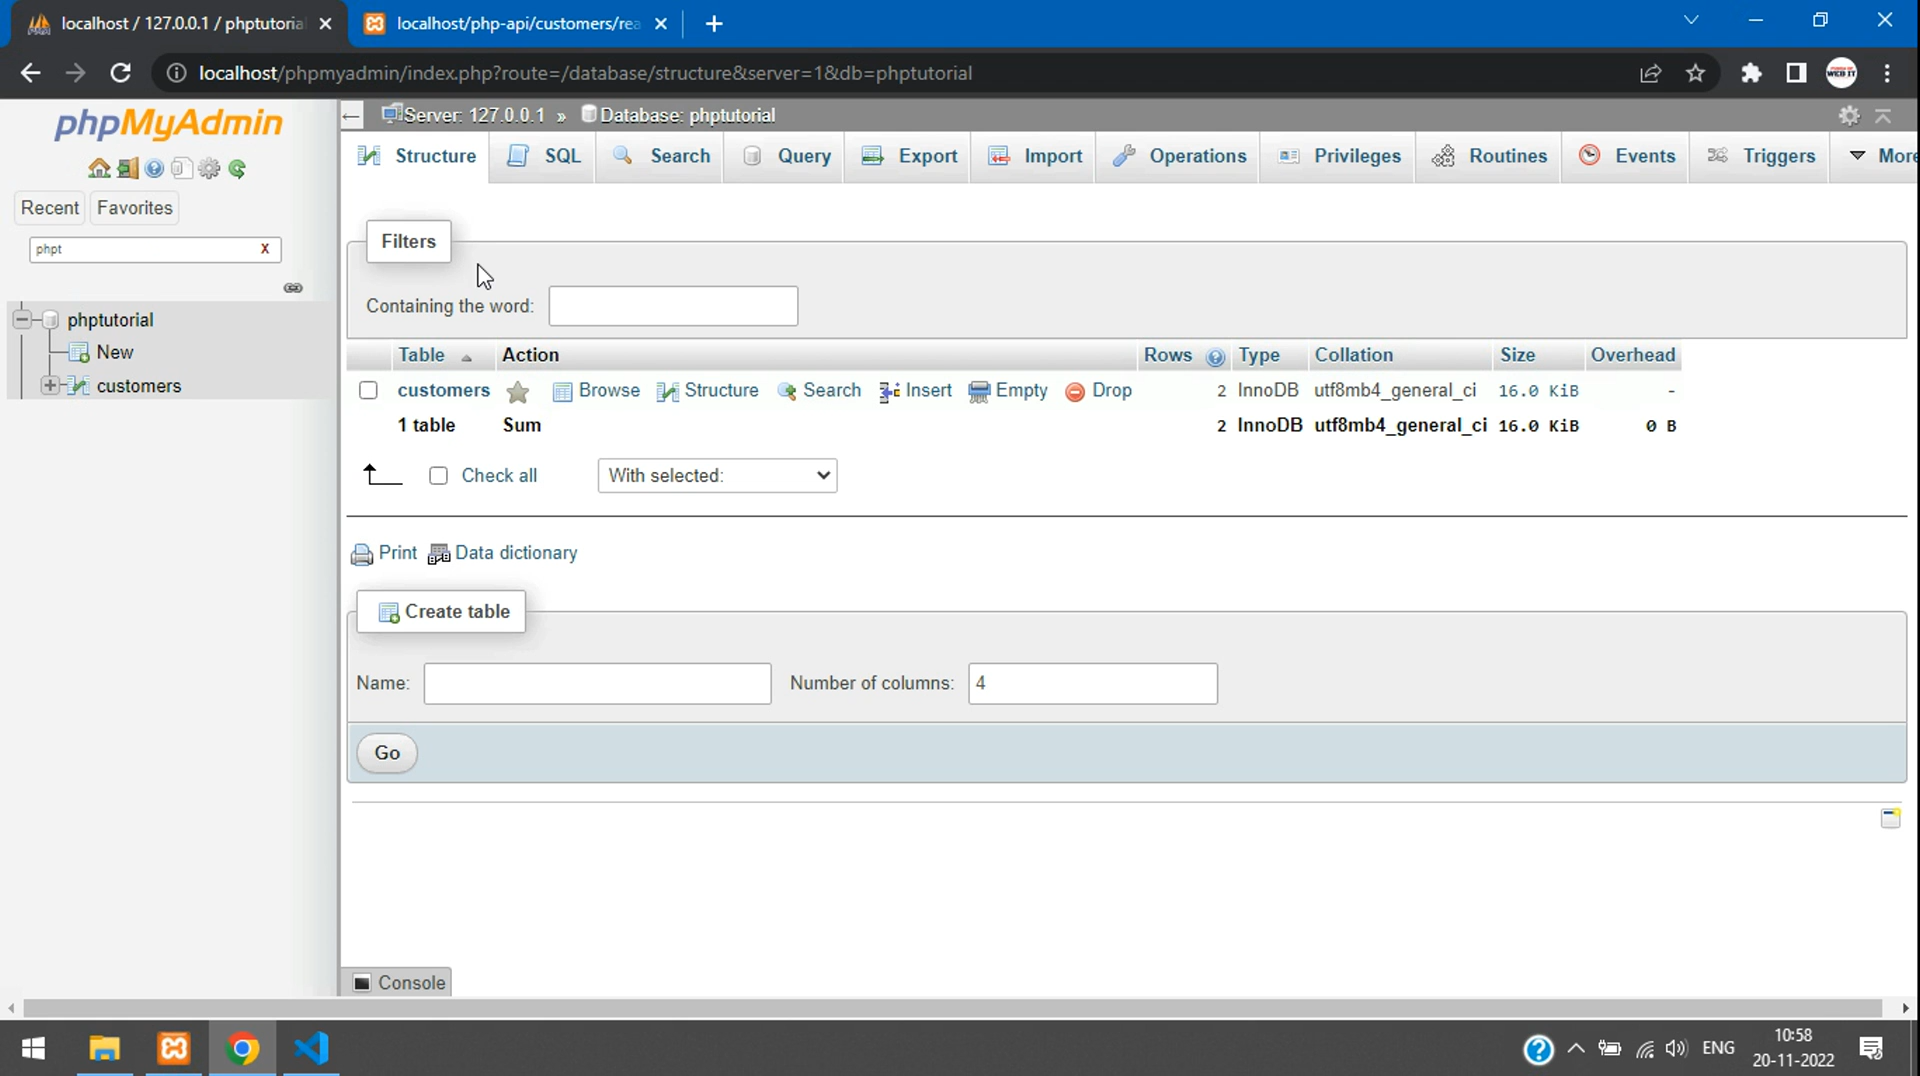 localhost / 127.0.0.1 / phptutorial
localhost/php-api/customers/rea
localhost/phpmyadmin/index.php?route=/database/structure&server=1&db=phptutorial
phpMyAdmin
Recent Favorites
phpt X
phptutorial
New
customers
Server: 127.0.0.1 » Database: phptutorial
Structure SQL Search Query Export Import Operations Privileges Routines Events Triggers More
Filters
Containing the word:
Table Action Rows Type Collation Size Overhead
customers Browse Structure Search Insert Empty Drop 2 InnoDB utf8mb4_general_ci 16.0 KiB -
1 table Sum 2 InnoDB utf8mb4_general_ci 16.0 KiB 0 B
Check all With selected:
Print Data dictionary
Create table
Name: Number of columns: 4
Go
Console
ENG
10:58
20-11-2022